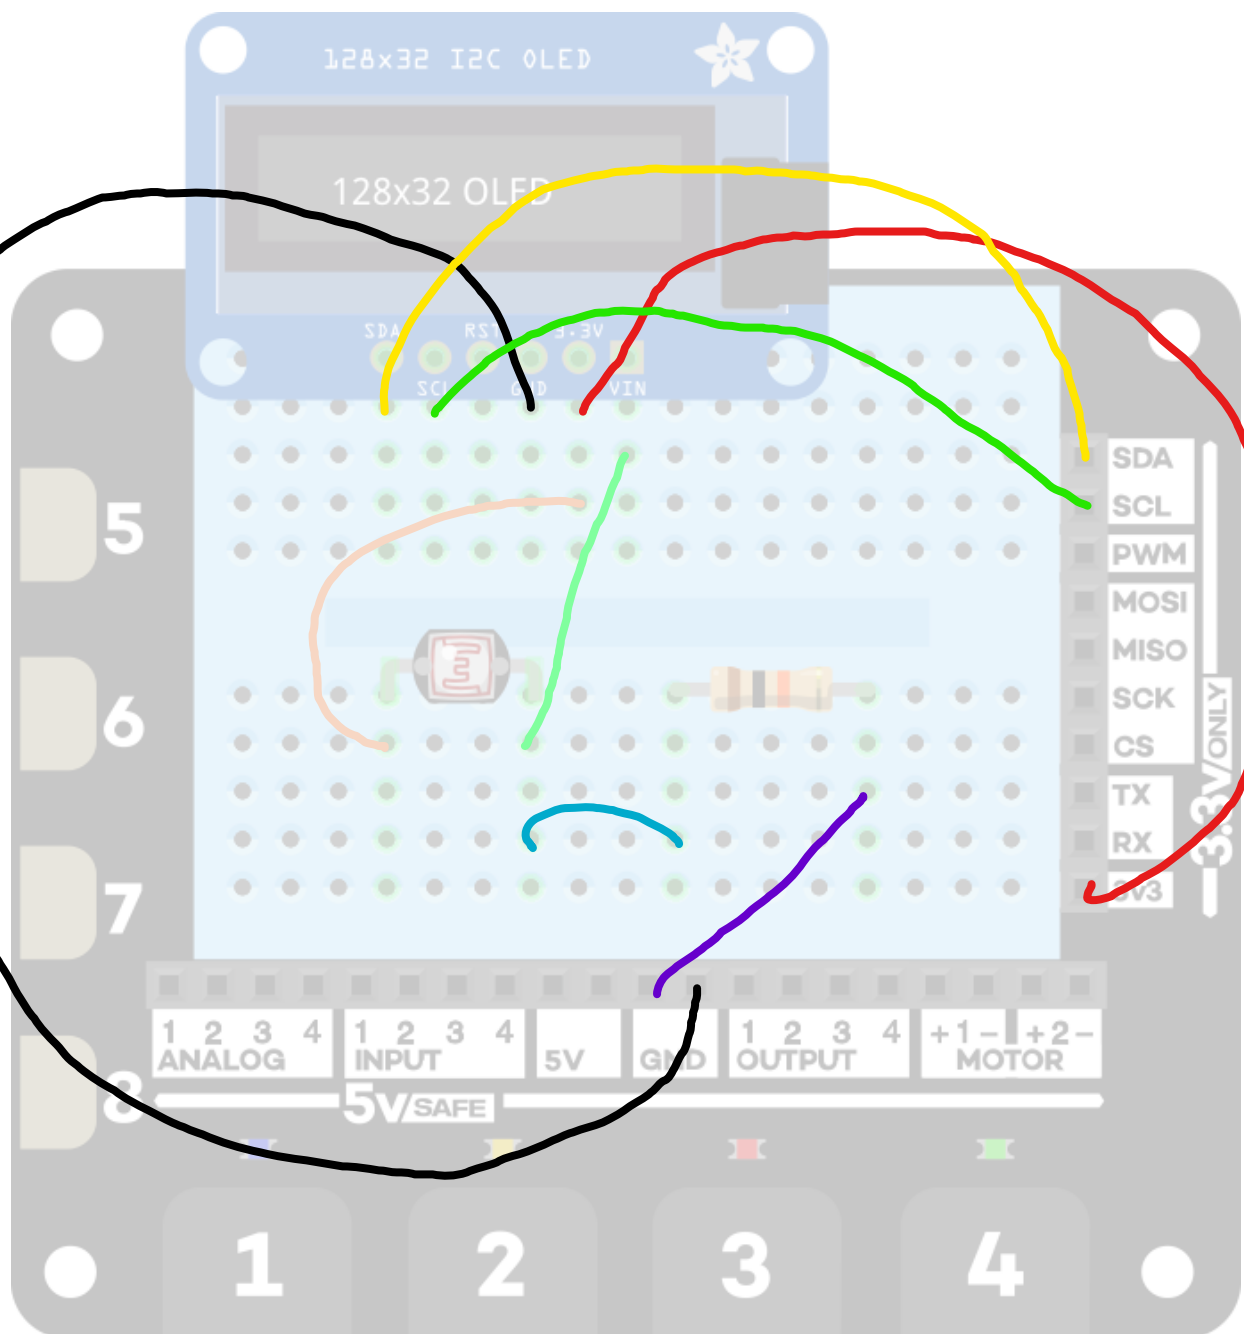 128x32 I2C OLED
128x32 OLED
SDA RST 3.3V
SCL GND VIN
SDA
SCL
PWM
MOSI
MISO
SCK
CS
TX
RX
3v3
3.3V/ONLY
5
6
7
8
1 2 3 4 1 2 3 4 1 2 3 4 +1- +2-
ANALOG INPUT 5V GND OUTPUT MOTOR
5V/SAFE
1 2 3 4